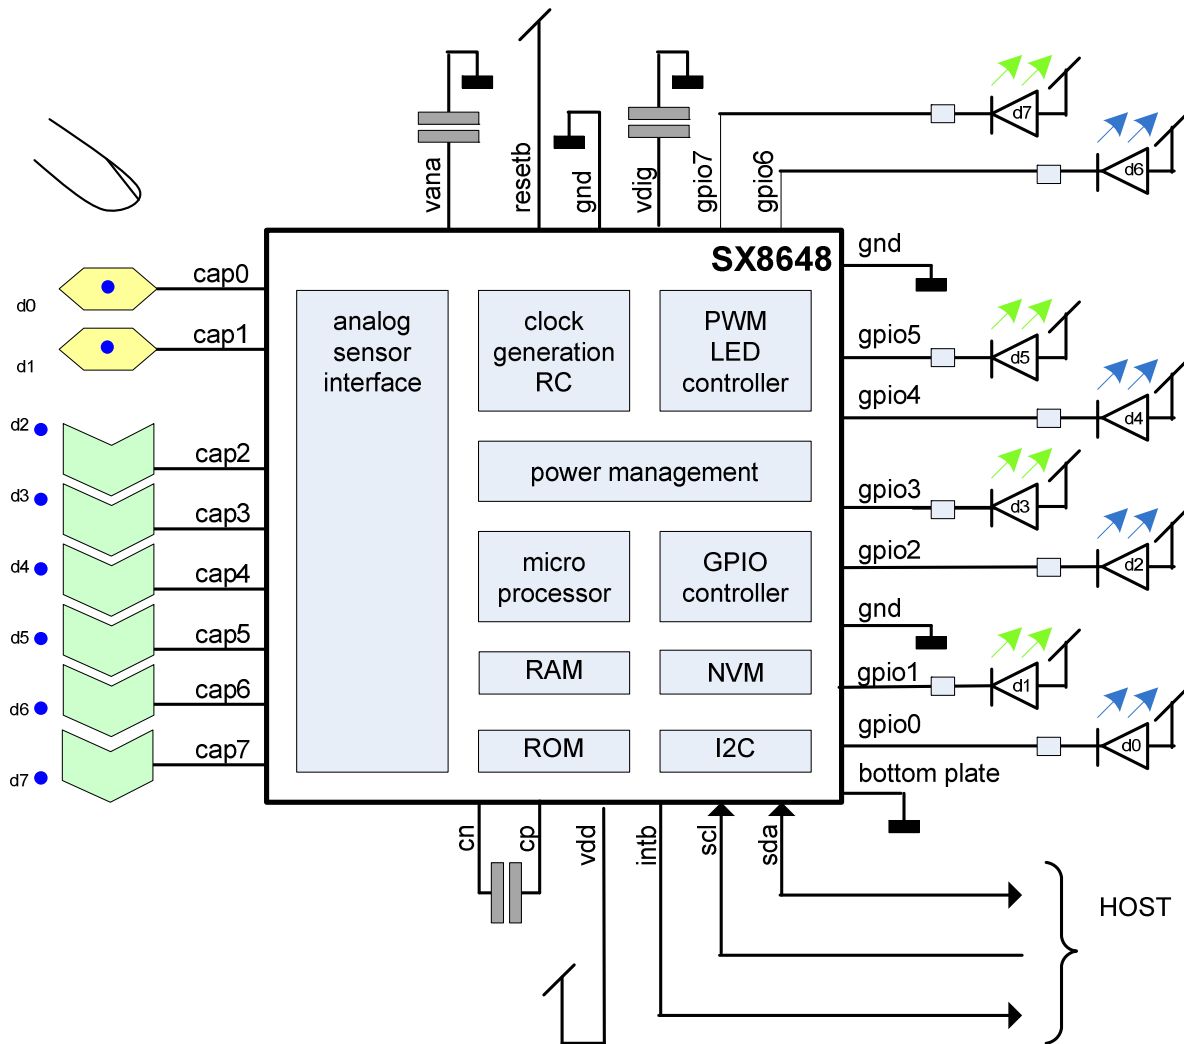 vana
resetb
gnd
vdig
gpio7
gpio6
d7
d6
SX8648
gnd
cap0
d0
cap1
d1
analog
sensor
interface
clock
generation
RC
PWM
LED
controller
gpio5
d5
gpio4
d4
d2
cap2
d3
cap3
d4
cap4
d5
cap5
d6
cap6
d7
cap7
power management
gpio3
d3
gpio2
d2
micro
processor
GPIO
controller
gnd
RAM
NVM
gpio1
d1
ROM
I2C
gpio0
d0
bottom plate
cn
cp
vdd
intb
scl
sda
HOST